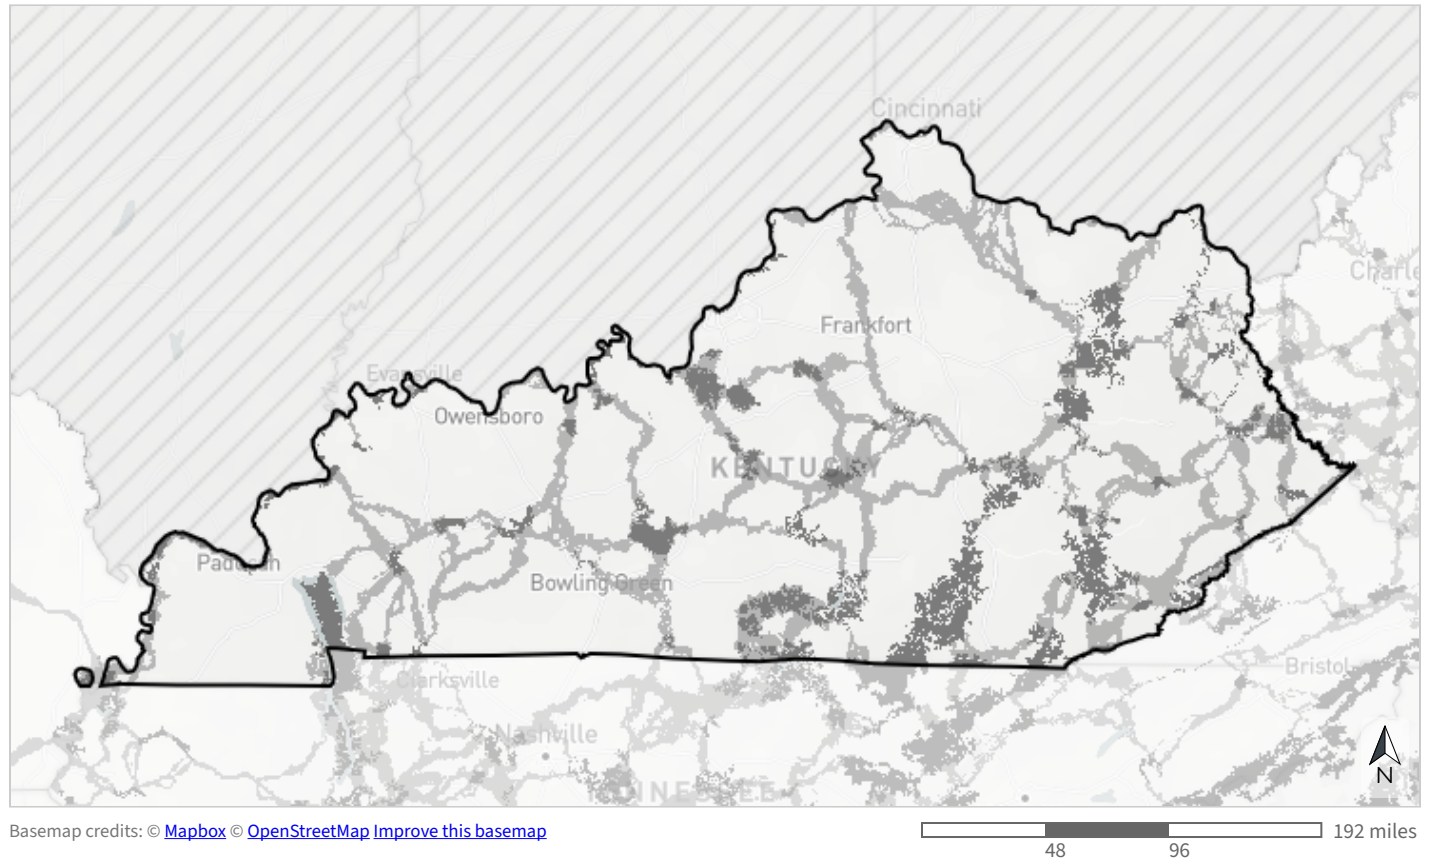 Cincinnati
Charle
Frankfort
Evansville
Owensboro
KENTUCKY
Paducah
Bowling Green
Clarksville
Bristol
Nashville
N
Basemap credits: © Mapbox © OpenStreetMap Improve this basemap
192 miles
48 96